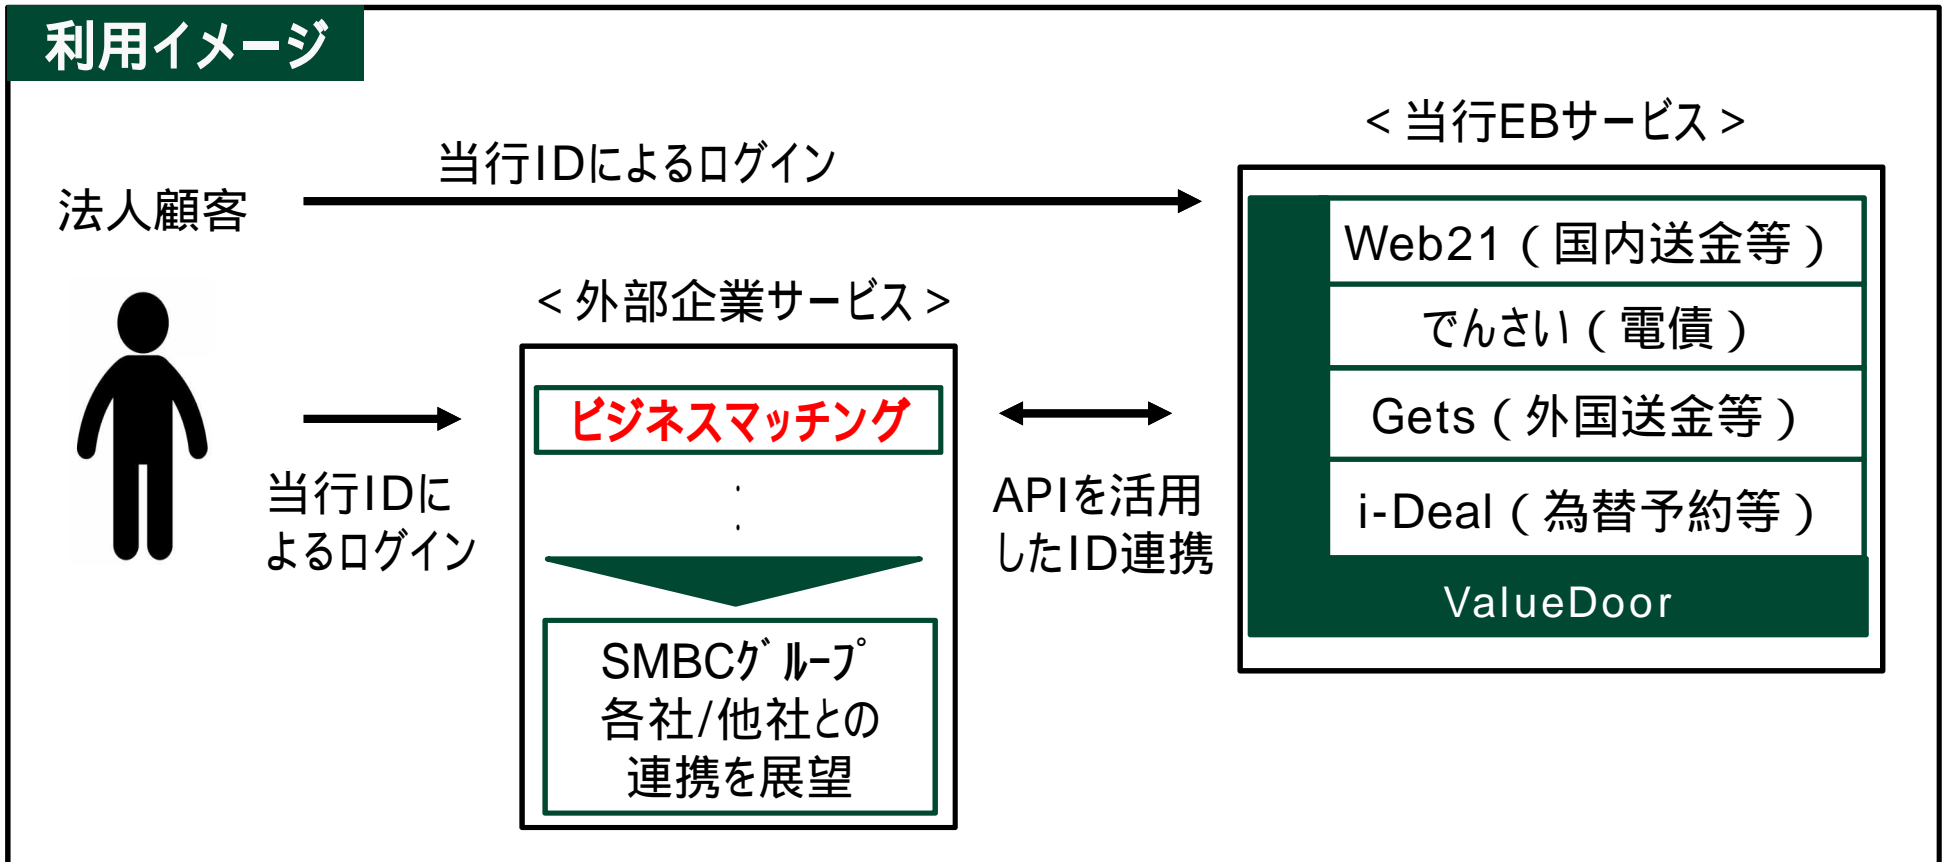 利用イメージ
＜当行EBサービス＞
当行IDによるログイン
法人顧客
Web21（国内送金等）
＜外部企業サービス＞
でんさい（電債）
ビジネスマッチング
Gets（外国送金等）
当行IDに
よるログイン
・
・
APIを活用
したID連携
i-Deal（為替予約等）
ValueDoor
SMBCｸﾞﾙｰﾌﾟ
各社/他社との
連携を展望